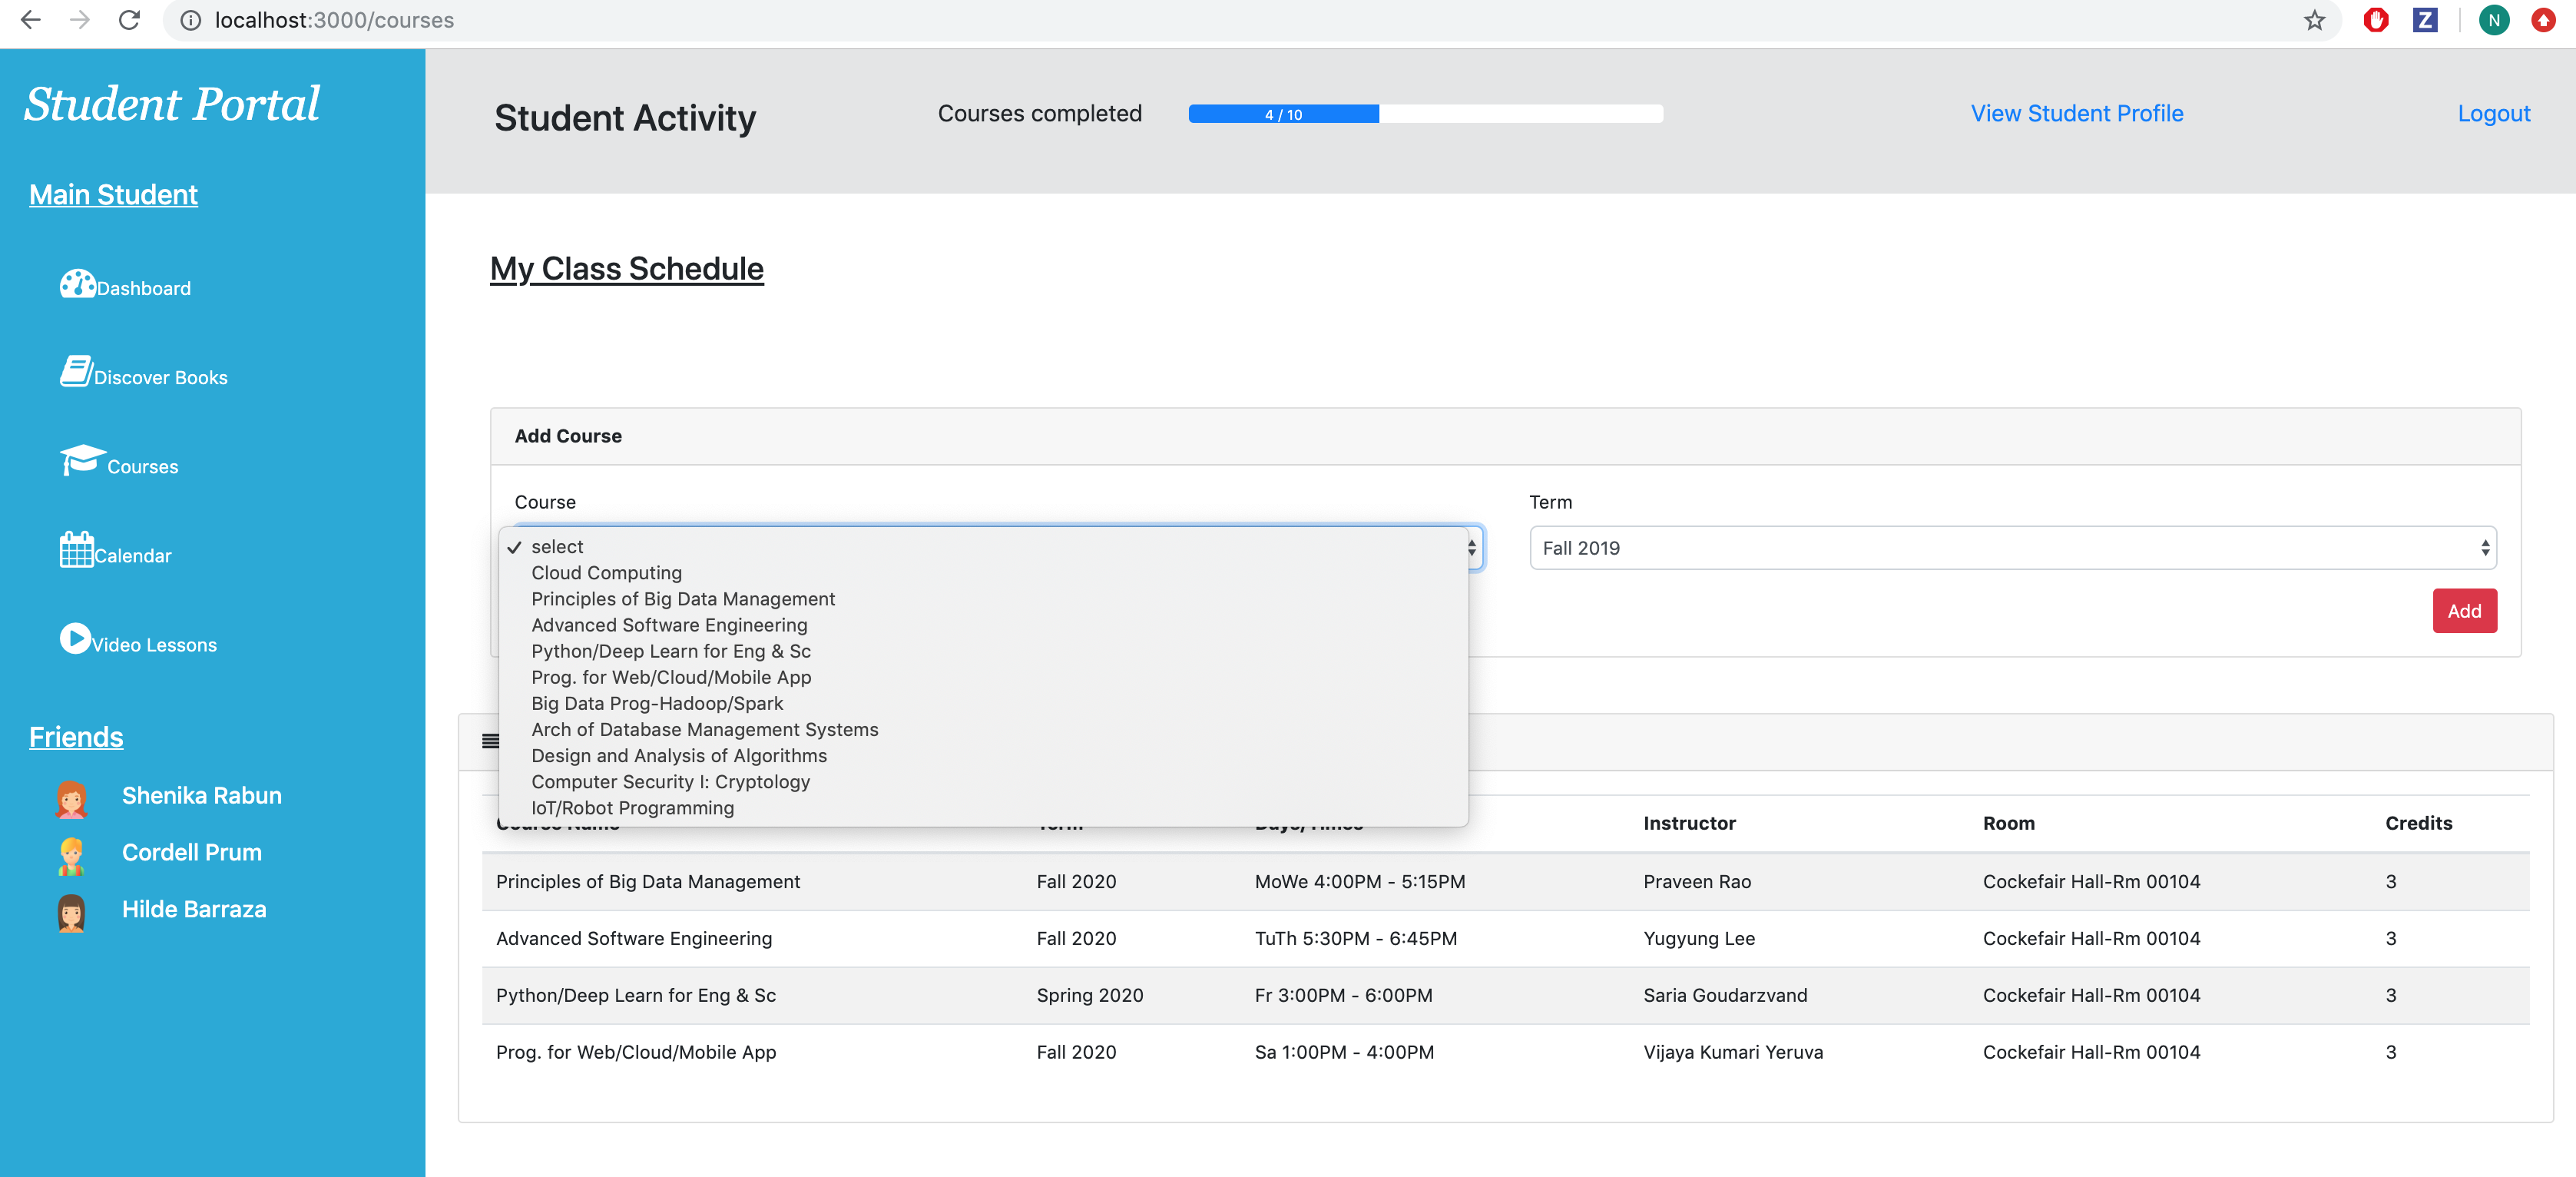 localhost:3000/courses
Z
N
Student Portal
Main Student
Dashboard
Discover Books
Courses
Calendar
Video Lessons
Friends
Shenika Rabun
Cordell Prum
Hilde Barraza
Student Activity
Courses completed
4 / 10
View Student Profile
Logout
My Class Schedule
Add Course
Course
Term
select
Cloud Computing
Principles of Big Data Management
Advanced Software Engineering
Python/Deep Learn for Eng & Sc
Prog. for Web/Cloud/Mobile App
Big Data Prog-Hadoop/Spark
Arch of Database Management Systems
Design and Analysis of Algorithms
Computer Security I: Cryptology
IoT/Robot Programming
Fall 2019
Add
Course Name Term Days/Times Instructor Room Credits
Principles of Big Data Management Fall 2020 MoWe 4:00PM - 5:15PM Praveen Rao Cockefair Hall-Rm 00104 3
Advanced Software Engineering Fall 2020 TuTh 5:30PM - 6:45PM Yugyung Lee Cockefair Hall-Rm 00104 3
Python/Deep Learn for Eng & Sc Spring 2020 Fr 3:00PM - 6:00PM Saria Goudarzvand Cockefair Hall-Rm 00104 3
Prog. for Web/Cloud/Mobile App Fall 2020 Sa 1:00PM - 4:00PM Vijaya Kumari Yeruva Cockefair Hall-Rm 00104 3